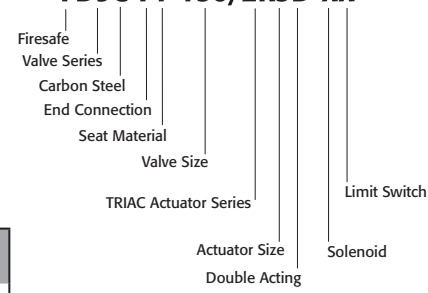 Firesafe
Valve Series
Carbon Steel
End Connection
Seat Material
Valve Size
TRIAC Actuator Series
Limit Switch
Actuator Size
Solenoid
Double Acting